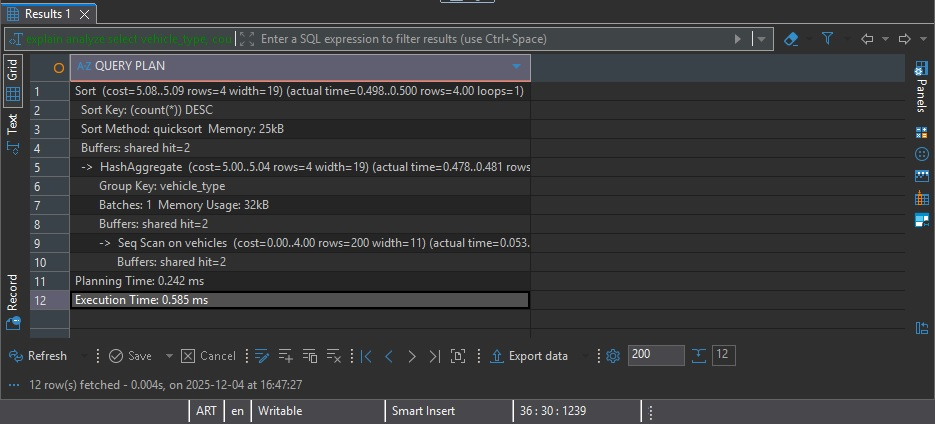 Results 1
explain analyze select vehicle_type, cou
Enter a SQL expression to filter results (use Ctrl+Space)
Grid
Text
Record
Panels
A-Z QUERY PLAN
1 Sort (cost=5.08..5.09 rows=4 width=19) (actual time=0.498..0.500 rows=4.00 loops=1)
2 Sort Key: (count(*)) DESC
3 Sort Method: quicksort Memory: 25kB
4 Buffers: shared hit=2
5 -> HashAggregate (cost=5.00..5.04 rows=4 width=19) (actual time=0.478..0.481 rows
6 Group Key: vehicle_type
7 Batches: 1 Memory Usage: 32kB
8 Buffers: shared hit=2
9 -> Seq Scan on vehicles (cost=0.00..4.00 rows=200 width=11) (actual time=0.053.
10 Buffers: shared hit=2
11 Planning Time: 0.242 ms
12 Execution Time: 0.585 ms
Refresh Save Cancel Export data 200 12
12 row(s) fetched - 0.004s, on 2025-12-04 at 16:47:27
ART en Writable Smart Insert 36 : 30 : 1239